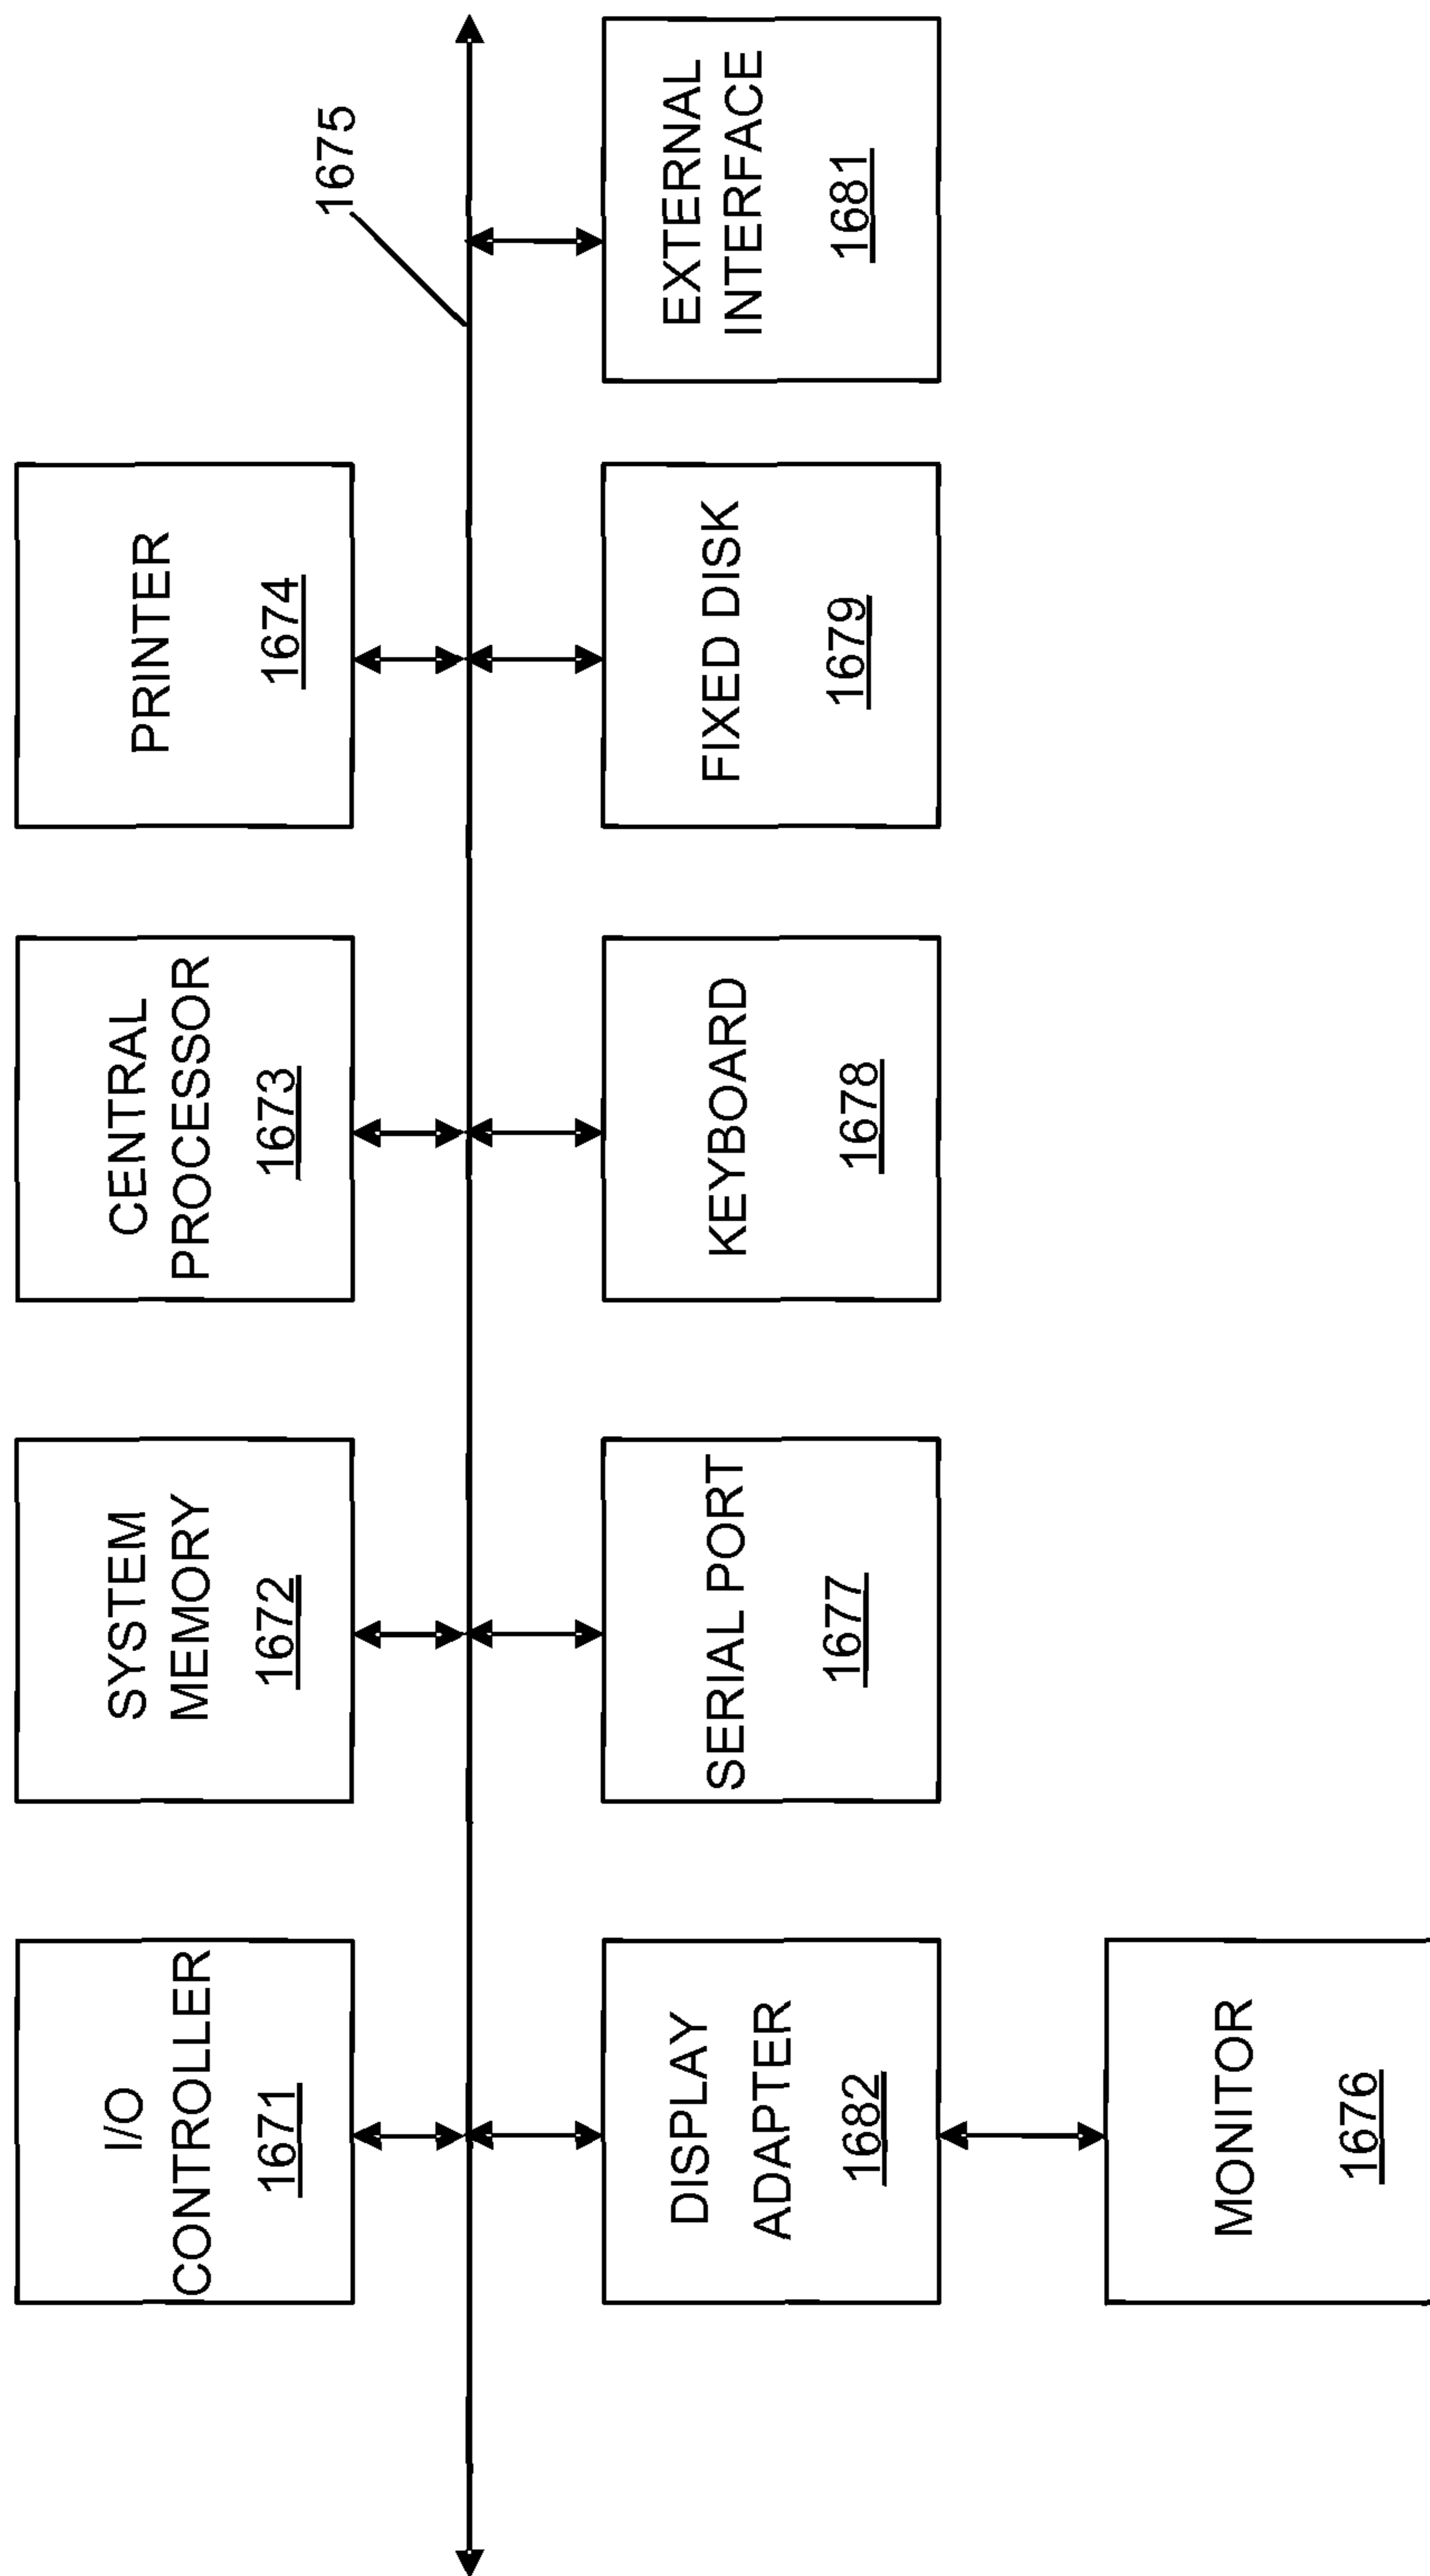 I/O
CONTROLLER
1671
SYSTEM
MEMORY
1672
CENTRAL
PROCESSOR
1673
PRINTER
1674
1675
DISPLAY
ADAPTER
1682
SERIAL PORT
1677
KEYBOARD
1678
FIXED DISK
1679
EXTERNAL
INTERFACE
1681
MONITOR
1676